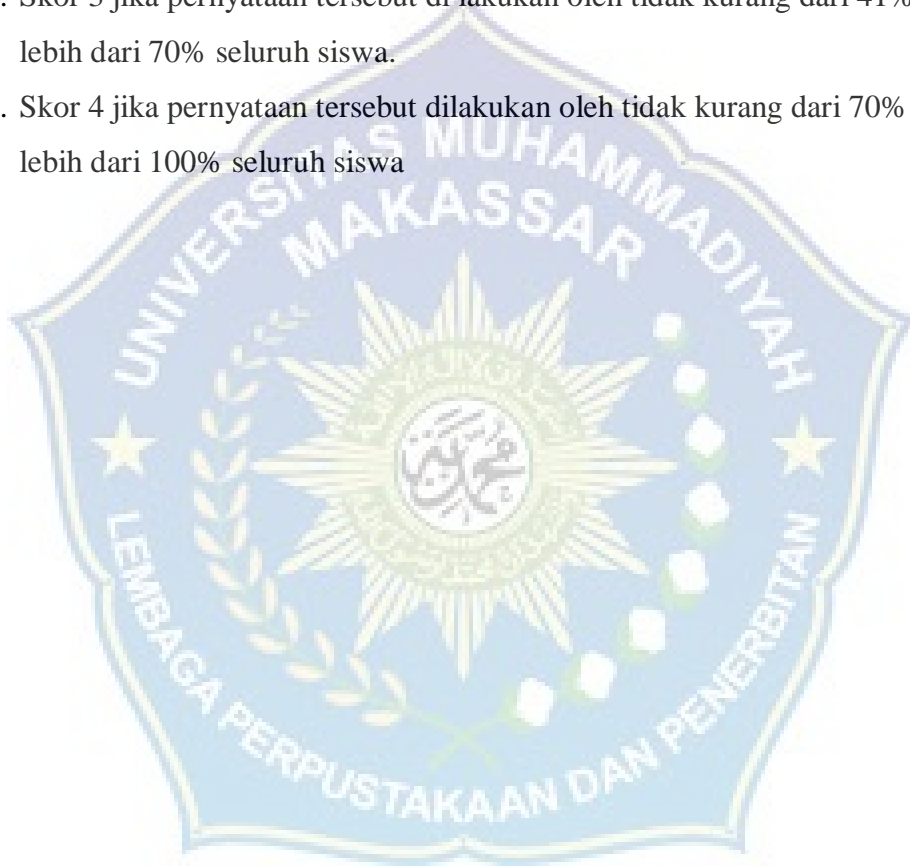 . Skor 3 jika pernyataan tersebut di lakukan oleh tidak kurang dari 41%
lebih dari 70% seluruh siswa.
. Skor 4 jika pernyataan tersebut dilakukan oleh tidak kurang dari 70%
lebih dari 100% seluruh siswa
UNIVERSITAS MUHAMMADIYAH
MAKASSAR
LEMBAGA PERPUSTAKAAN DAN PENERBITAN